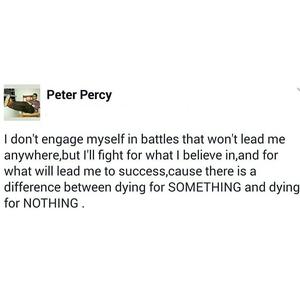 Peter Percy
I don't engage myself in battles that won't lead me
anywhere,but I'll fight for what I believe in,and for
what will lead me to success,cause there is a
difference between dying for SOMETHING and dying
for NOTHING .